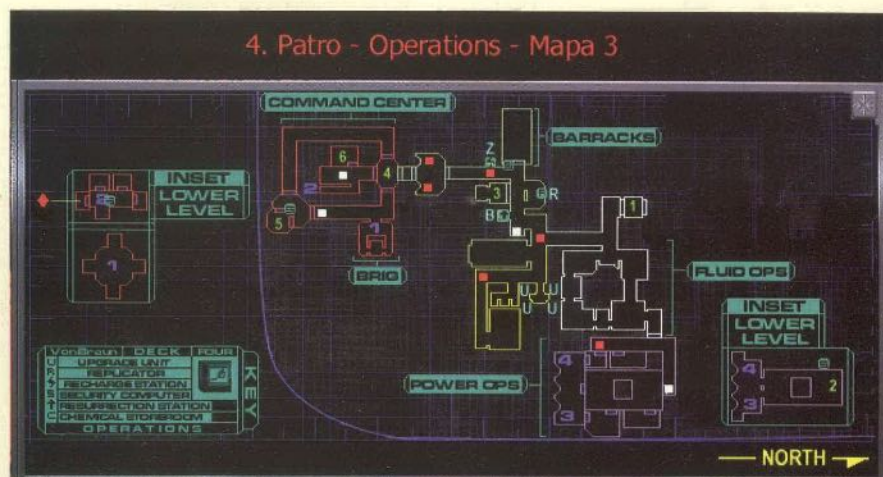 4. Patro - Operations - Mapa 3
COMMAND CENTER
BARRACKS
INSET
LOWER
LEVEL
BRIG
FLUID OPS
INSET
LOWER
LEVEL
POWER OPS
VonBraun DECK FOUR
U UPGRADE UNIT
R REPLICATOR
RECHARGE STATION
S SECURITY COMPUTER
RESURRECTION STATION
C CHEMICAL STOREROOM
OPERATIONS
KEY
6
4
2
5
1
Z
3
R
B
1
U U
U U
4
3
4
3
2
1
NORTH